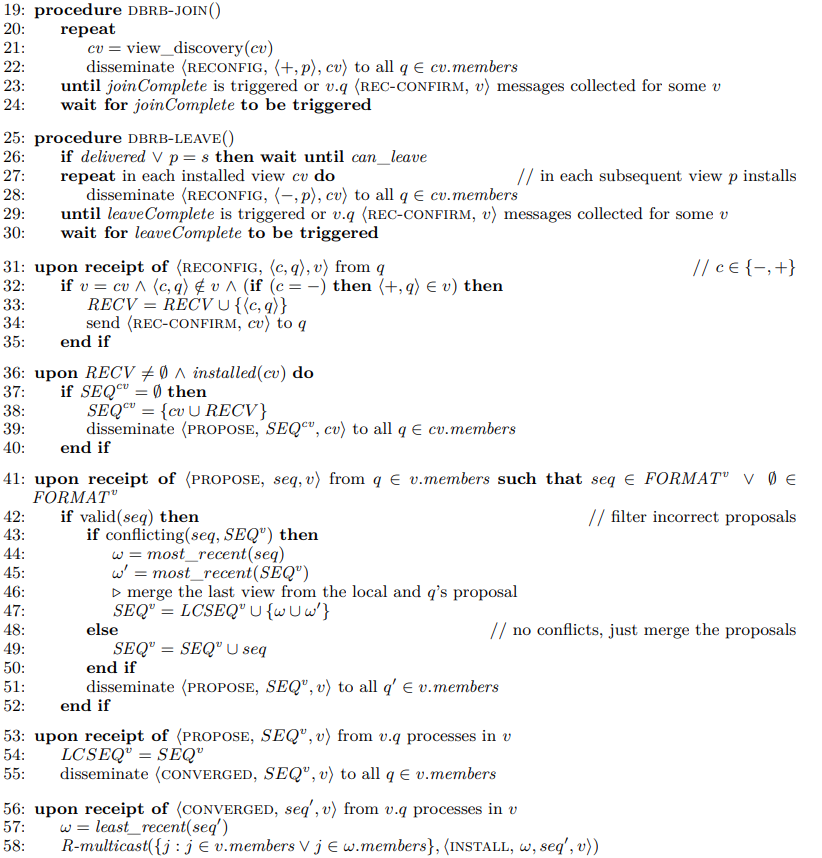 19: procedure DBRB-JOIN()
20: repeat
21: cv = view_discovery(cv)
22: disseminate ⟨RECONFIG, ⟨+, p⟩, cv⟩ to all q ∈ cv.members
23: until joinComplete is triggered or v.q ⟨REC-CONFIRM, v⟩ messages collected for some v
24: wait for joinComplete to be triggered
25: procedure DBRB-LEAVE()
26: if delivered ∨ p = s then wait until can_leave
27: repeat in each installed view cv do // in each subsequent view p installs
28: disseminate ⟨RECONFIG, ⟨−, p⟩, cv⟩ to all q ∈ cv.members
29: until leaveComplete is triggered or v.q ⟨REC-CONFIRM, v⟩ messages collected for some v
30: wait for leaveComplete to be triggered
31: upon receipt of ⟨RECONFIG, ⟨c, q⟩, v⟩ from q // c ∈ {−, +}
32: if v = cv ∧ ⟨c, q⟩ ∉ v ∧ (if (c = −) then ⟨+, q⟩ ∈ v) then
33: RECV = RECV ∪ {⟨c, q⟩}
34: send ⟨REC-CONFIRM, cv⟩ to q
35: end if
36: upon RECV ≠ ∅ ∧ installed(cv) do
37: if SEQ^cv = ∅ then
38: SEQ^cv = {cv ∪ RECV}
39: disseminate ⟨PROPOSE, SEQ^cv, cv⟩ to all q ∈ cv.members
40: end if
41: upon receipt of ⟨PROPOSE, seq, v⟩ from q ∈ v.members such that seq ∈ FORMAT^v ∨ ∅ ∈
FORMAT^v
42: if valid(seq) then // filter incorrect proposals
43: if conflicting(seq, SEQ^v) then
44: ω = most_recent(seq)
45: ω′ = most_recent(SEQ^v)
46: ▷ merge the last view from the local and q's proposal
47: SEQ^v = LCSEQ^v ∪ {ω ∪ ω′}
48: else // no conflicts, just merge the proposals
49: SEQ^v = SEQ^v ∪ seq
50: end if
51: disseminate ⟨PROPOSE, SEQ^v, v⟩ to all q′ ∈ v.members
52: end if
53: upon receipt of ⟨PROPOSE, SEQ^v, v⟩ from v.q processes in v
54: LCSEQ^v = SEQ^v
55: disseminate ⟨CONVERGED, SEQ^v, v⟩ to all q ∈ v.members
56: upon receipt of ⟨CONVERGED, seq′, v⟩ from v.q processes in v
57: ω = least_recent(seq′)
58: R-multicast({j : j ∈ v.members ∨ j ∈ ω.members}, ⟨INSTALL, ω, seq′, v⟩)